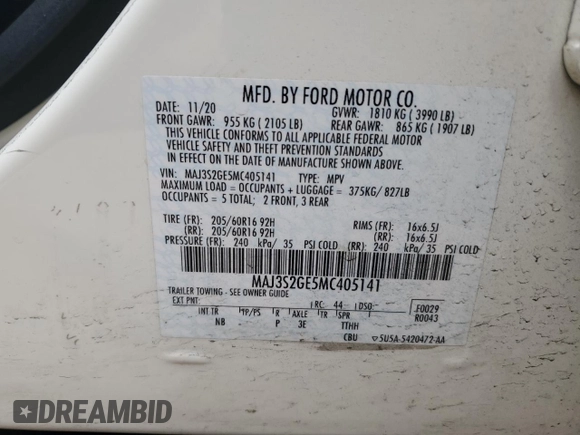 MFD. BY FORD MOTOR CO.
DATE: 11/20 GVWR: 1810 KG ( 3990 LB)
FRONT GAWR: 955 KG ( 2105 LB) REAR GAWR: 865 KG ( 1907 LB)
THIS VEHICLE CONFORMS TO ALL APPLICABLE FEDERAL MOTOR
VEHICLE SAFETY AND THEFT PREVENTION STANDARDS
IN EFFECT ON THE DATE OF MANUFACTURE SHOWN ABOVE.
VIN: MAJ3S2GE5MC405141 TYPE: MPV
MAXIMUM LOAD = OCCUPANTS + LUGGAGE = 375KG/ 827LB
OCCUPANTS = 5 TOTAL; 2 FRONT, 3 REAR
TIRE (FR): 205/60R16 92H RIMS (FR): 16x6.5J
(RR): 205/60R16 92H (RR): 16x6.5J
PRESSURE (FR): 240 kPa/ 35 PSI COLD (RR): 240 kPa/ 35 PSI COLD
MAJ3S2GE5MC405141
TRAILER TOWING - SEE OWNER GUIDE
EXT PNT: RC: 44 DSO: F0029
R0043
INT TR TP/PS R AXLE TR SPR
NB P 3E TTHH
CBU 5U5A-5420472-AA
DREAMBID